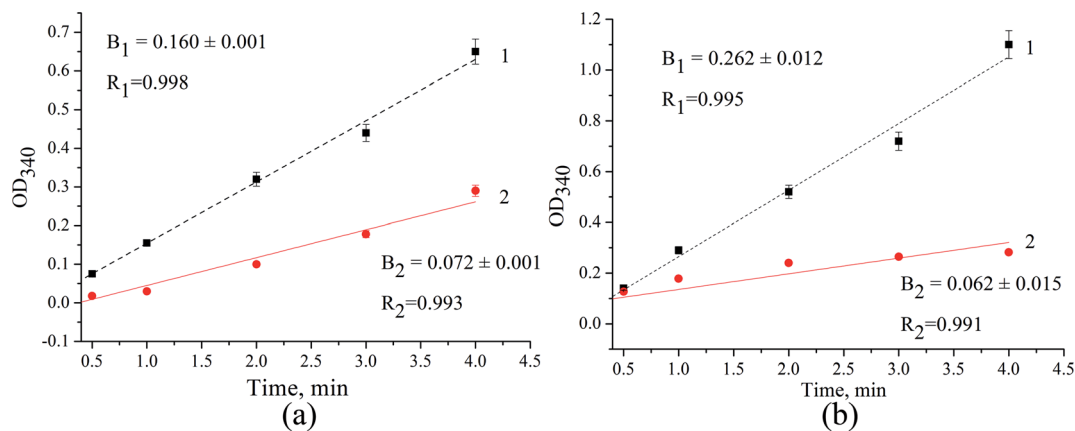 0.7
0.6
0.5
0.4
0.3
0.2
0.1
0.0
-0.1
OD340
B1 = 0.160 ± 0.001
R1=0.998
1
2
B2 = 0.072 ± 0.001
R2=0.993
0.5 1.0 1.5 2.0 2.5 3.0 3.5 4.0 4.5
Time, min
(a)
1.2
1.0
0.8
0.6
0.4
0.2
0.0
OD340
B1 = 0.262 ± 0.012
R1=0.995
1
2
B2 = 0.062 ± 0.015
R2=0.991
0.5 1.0 1.5 2.0 2.5 3.0 3.5 4.0 4.5
Time, min
(b)